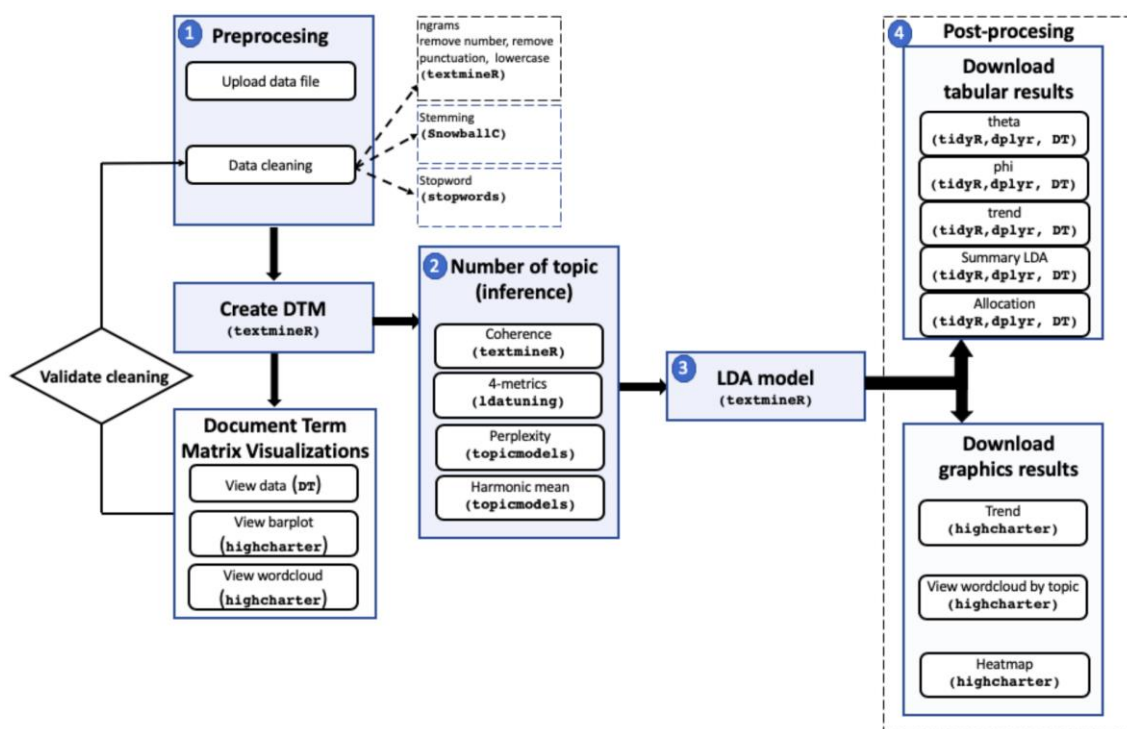 1 Preprocesing
Upload data file
Data cleaning
Ingrams
remove number, remove
punctuation, lowercase
(textmineR)
Stemming
(SnowballC)
Stopword
(stopwords)
Create DTM
(textmineR)
Validate cleaning
Document Term
Matrix Visualizations
View data (DT)
View barplot
(highcharter)
View wordcloud
(highcharter)
2 Number of topic
(inference)
Coherence
(textmineR)
4-metrics
(ldatuning)
Perplexity
(topicmodels)
Harmonic mean
(topicmodels)
3 LDA model
(textmineR)
4 Post-procesing
Download
tabular results
theta
(tidyR,dplyr, DT)
phi
(tidyR,dplyr, DT)
trend
(tidyR,dplyr, DT)
Summary LDA
(tidyR,dplyr, DT)
Allocation
(tidyR,dplyr, DT)
Download
graphics results
Trend
(highcharter)
View wordcloud by topic
(highcharter)
Heatmap
(highcharter)